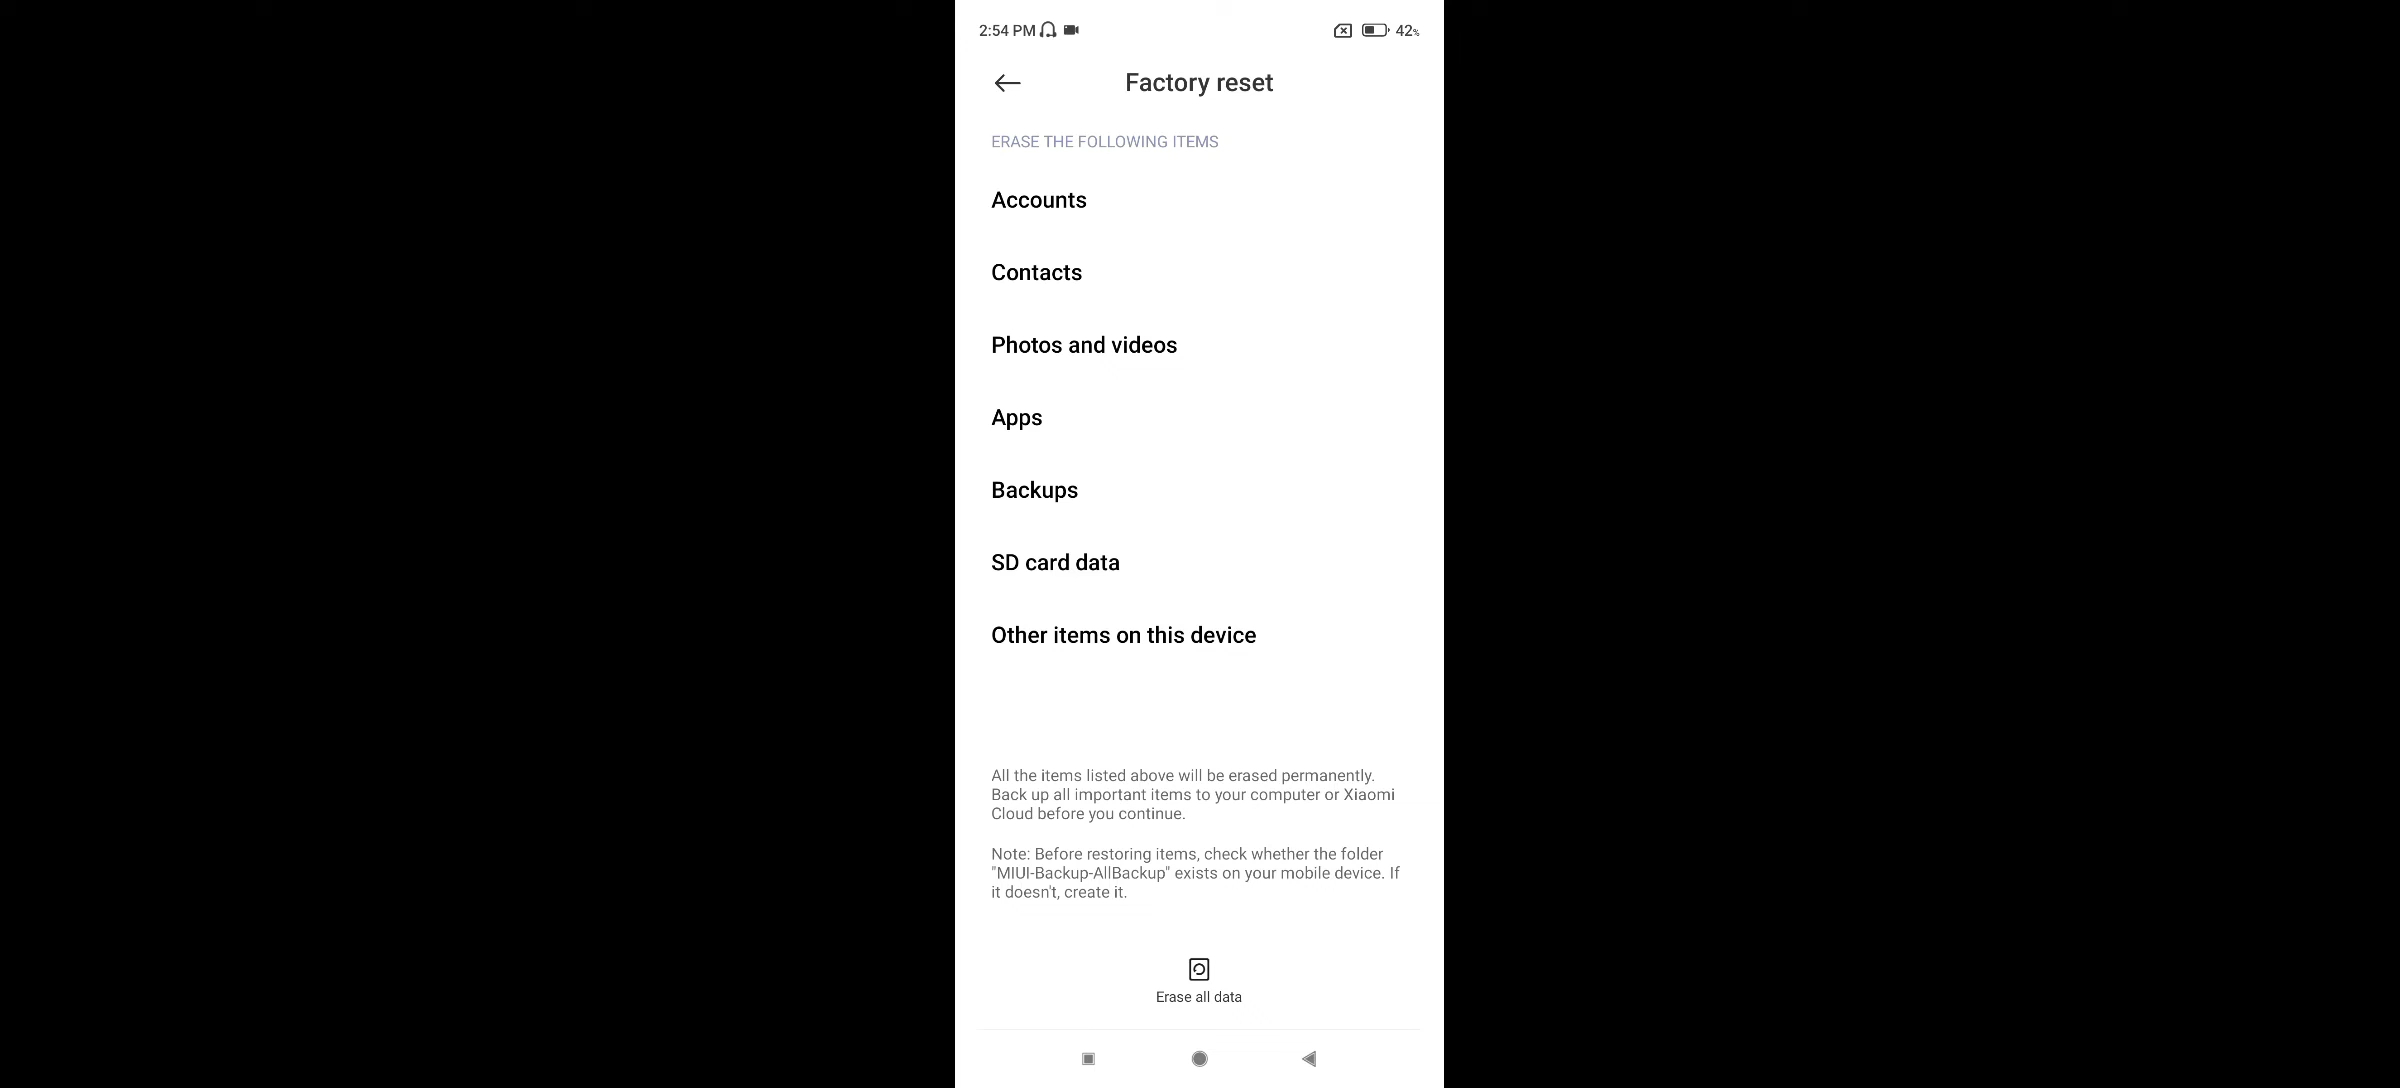 2:54 PM 42%
Factory reset
ERASE THE FOLLOWING ITEMS
Accounts
Contacts
Photos and videos
Apps
Backups
SD card data
Other items on this device
All the items listed above will be erased permanently.
Back up all important items to your computer or Xiaomi
Cloud before you continue.
Note: Before restoring items, check whether the folder
"MIUI-Backup-AllBackup" exists on your mobile device. If
it doesn't, create it.
Erase all data